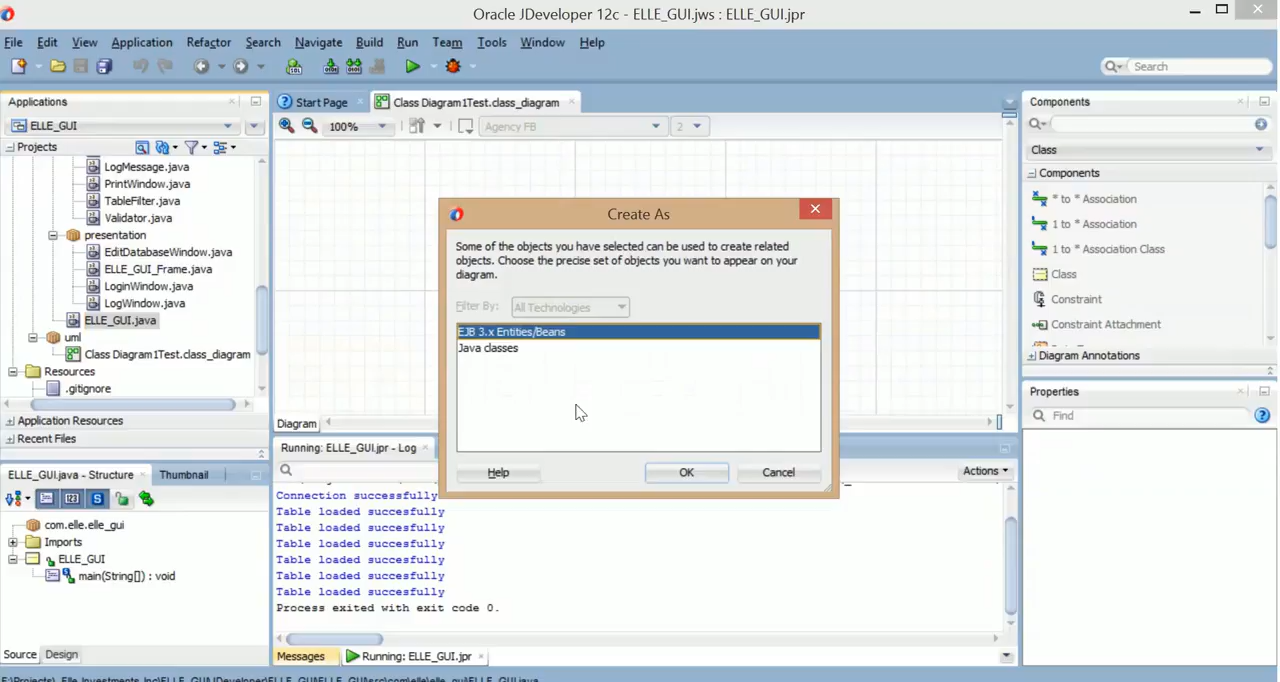 Oracle JDeveloper 12c - ELLE_GUI.jws : ELLE_GUI.jpr
File Edit View Application Refactor Search Navigate Build Run Team Tools Window Help
Search
Applications
ELLE_GUI
Projects
LogMessage.java
PrintWindow.java
TableFilter.java
Validator.java
presentation
EditDatabaseWindow.java
ELLE_GUI_Frame.java
LoginWindow.java
LogWindow.java
ELLE_GUI.java
uml
Class Diagram1Test.class_diagram
Resources
.gitignore
Application Resources
Recent Files
ELLE_GUI.java - Structure Thumbnail
com.elle.elle_gui
Imports
ELLE_GUI
main(String[]) : void
Source Design
Start Page Class Diagram1Test.class_diagram
100% Agency FB 2
Diagram
Create As
Some of the objects you have selected can be used to create related
objects. Choose the precise set of objects you want to appear on your
diagram.
Filter By: All Technologies
EJB 3.x Entities/Beans
Java classes
Help OK Cancel
Running: ELLE_GUI.jpr - Log
Actions
Connection successfully
Table loaded succesfully
Table loaded succesfully
Table loaded succesfully
Table loaded succesfully
Table loaded succesfully
Table loaded succesfully
Process exited with exit code 0.
Messages Running: ELLE_GUI.jpr
Components
Class
Components
* to * Association
1 to * Association
1 to * Association Class
Class
Constraint
Constraint Attachment
Diagram Annotations
Properties
Find